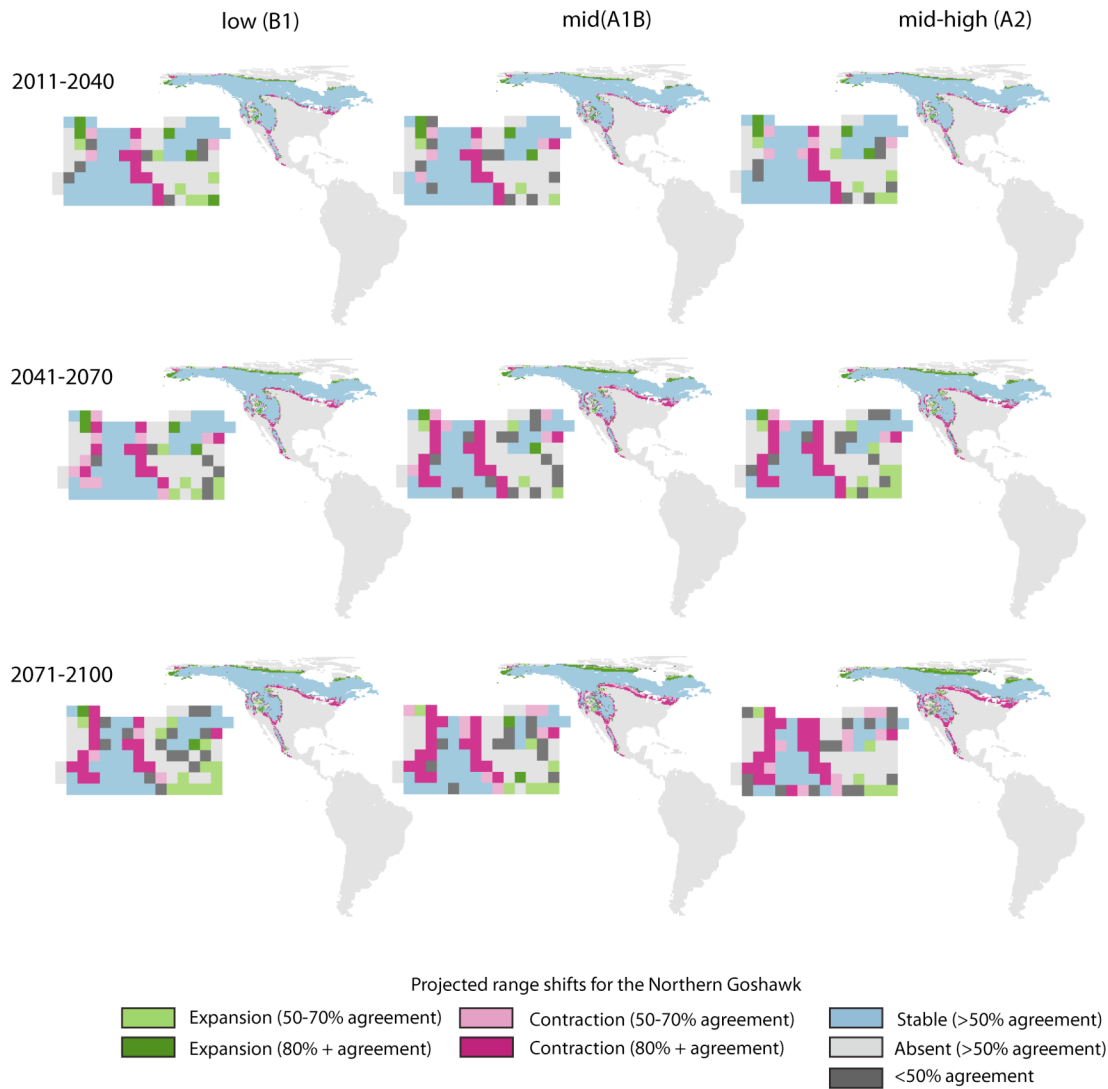 low (B1)
mid(A1B)
mid-high (A2)
2011-2040
2041-2070
2071-2100
Projected range shifts for the Northern Goshawk
Expansion (50-70% agreement)
Contraction (50-70% agreement)
Stable (>50% agreement)
Expansion (80% + agreement)
Contraction (80% + agreement)
Absent (>50% agreement)
<50% agreement